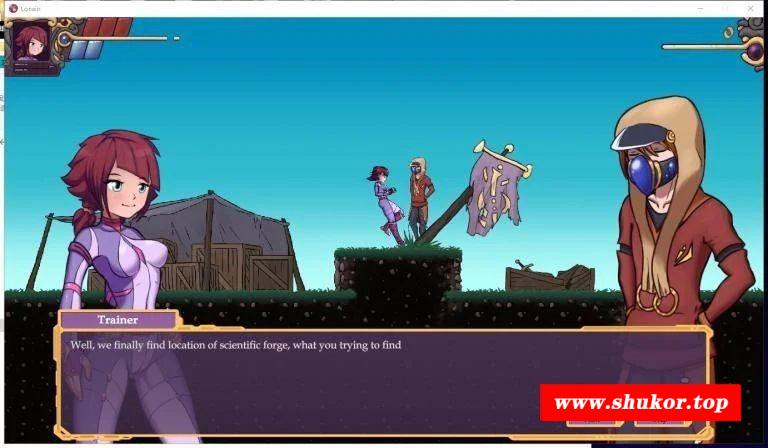 Lorwin
Trainer
Well, we finally find location of scientific forge, what you trying to find
www.shukor.top